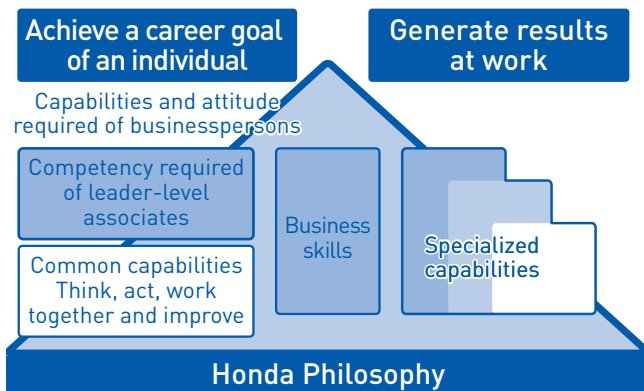 Achieve a career goal
of an individual
Generate results
at work
Capabilities and attitude
required of businesspersons
Competency required
of leader-level
associates
Common capabilities
Think, act, work
together and improve
Business
skills
Specialized
capabilities
Honda Philosophy